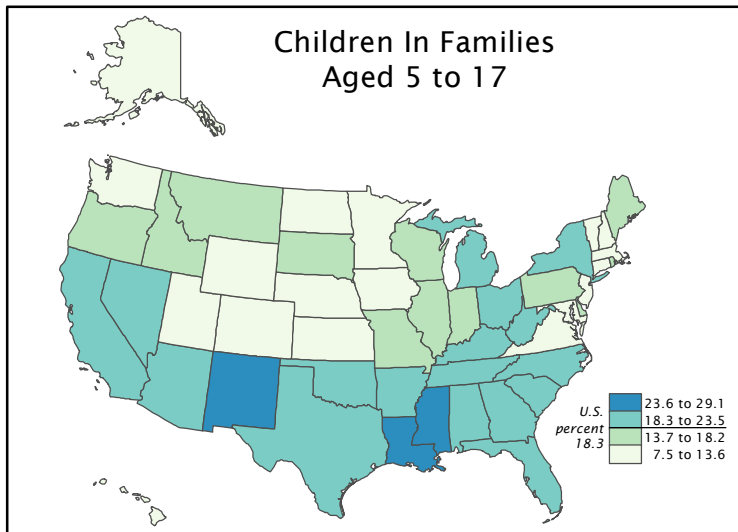 Children In Families
Aged 5 to 17
U.S.
percent
18.3
23.6 to 29.1
18.3 to 23.5
13.7 to 18.2
7.5 to 13.6